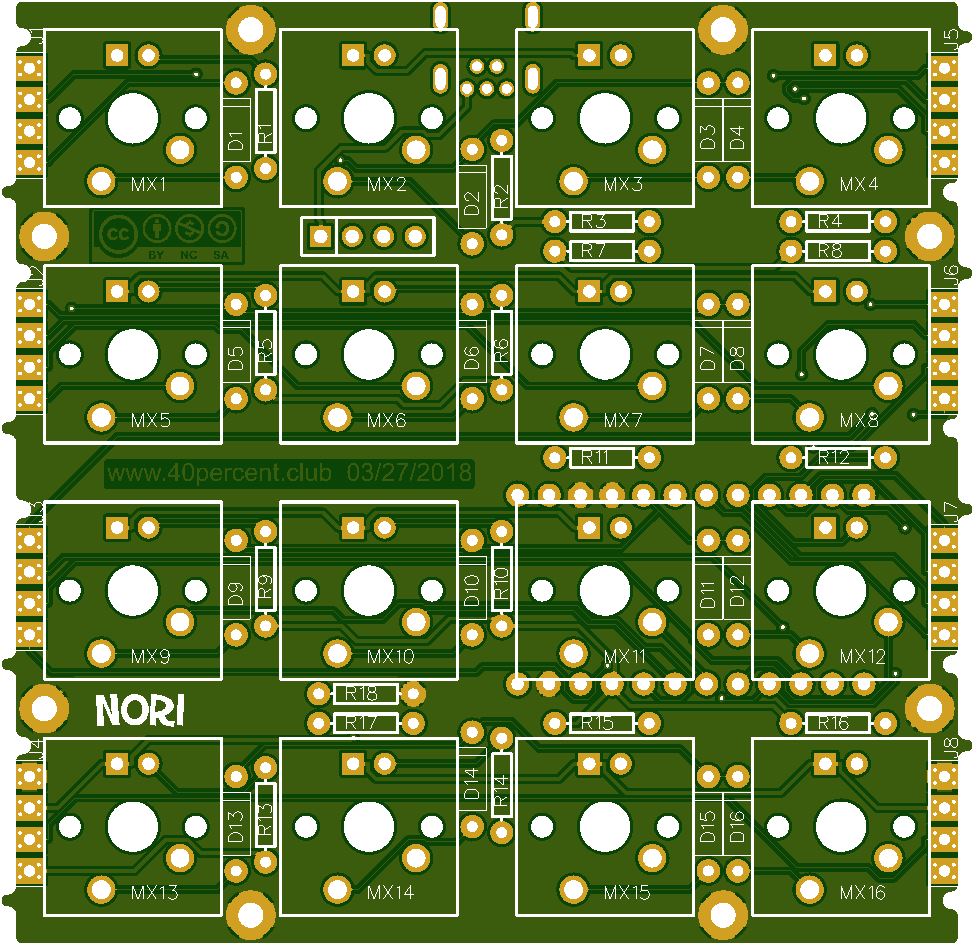 J1
J5
D1
R1
D3
D4
MX1
MX2
D2
R2
MX3
MX4
R3
R4
cc
BY NC SA
R7
R8
J2
J6
D5
R5
D6
R6
D7
D8
MX5
MX6
MX7
MX8
R11
R12
www.40percent.club 03/27/2018
J3
J7
D9
R9
D10
R10
D11
D12
MX9
MX10
MX11
MX12
R18
NORI
R17
R15
R16
J4
J8
D14
R14
D13
R13
D15
D16
MX13
MX14
MX15
MX16